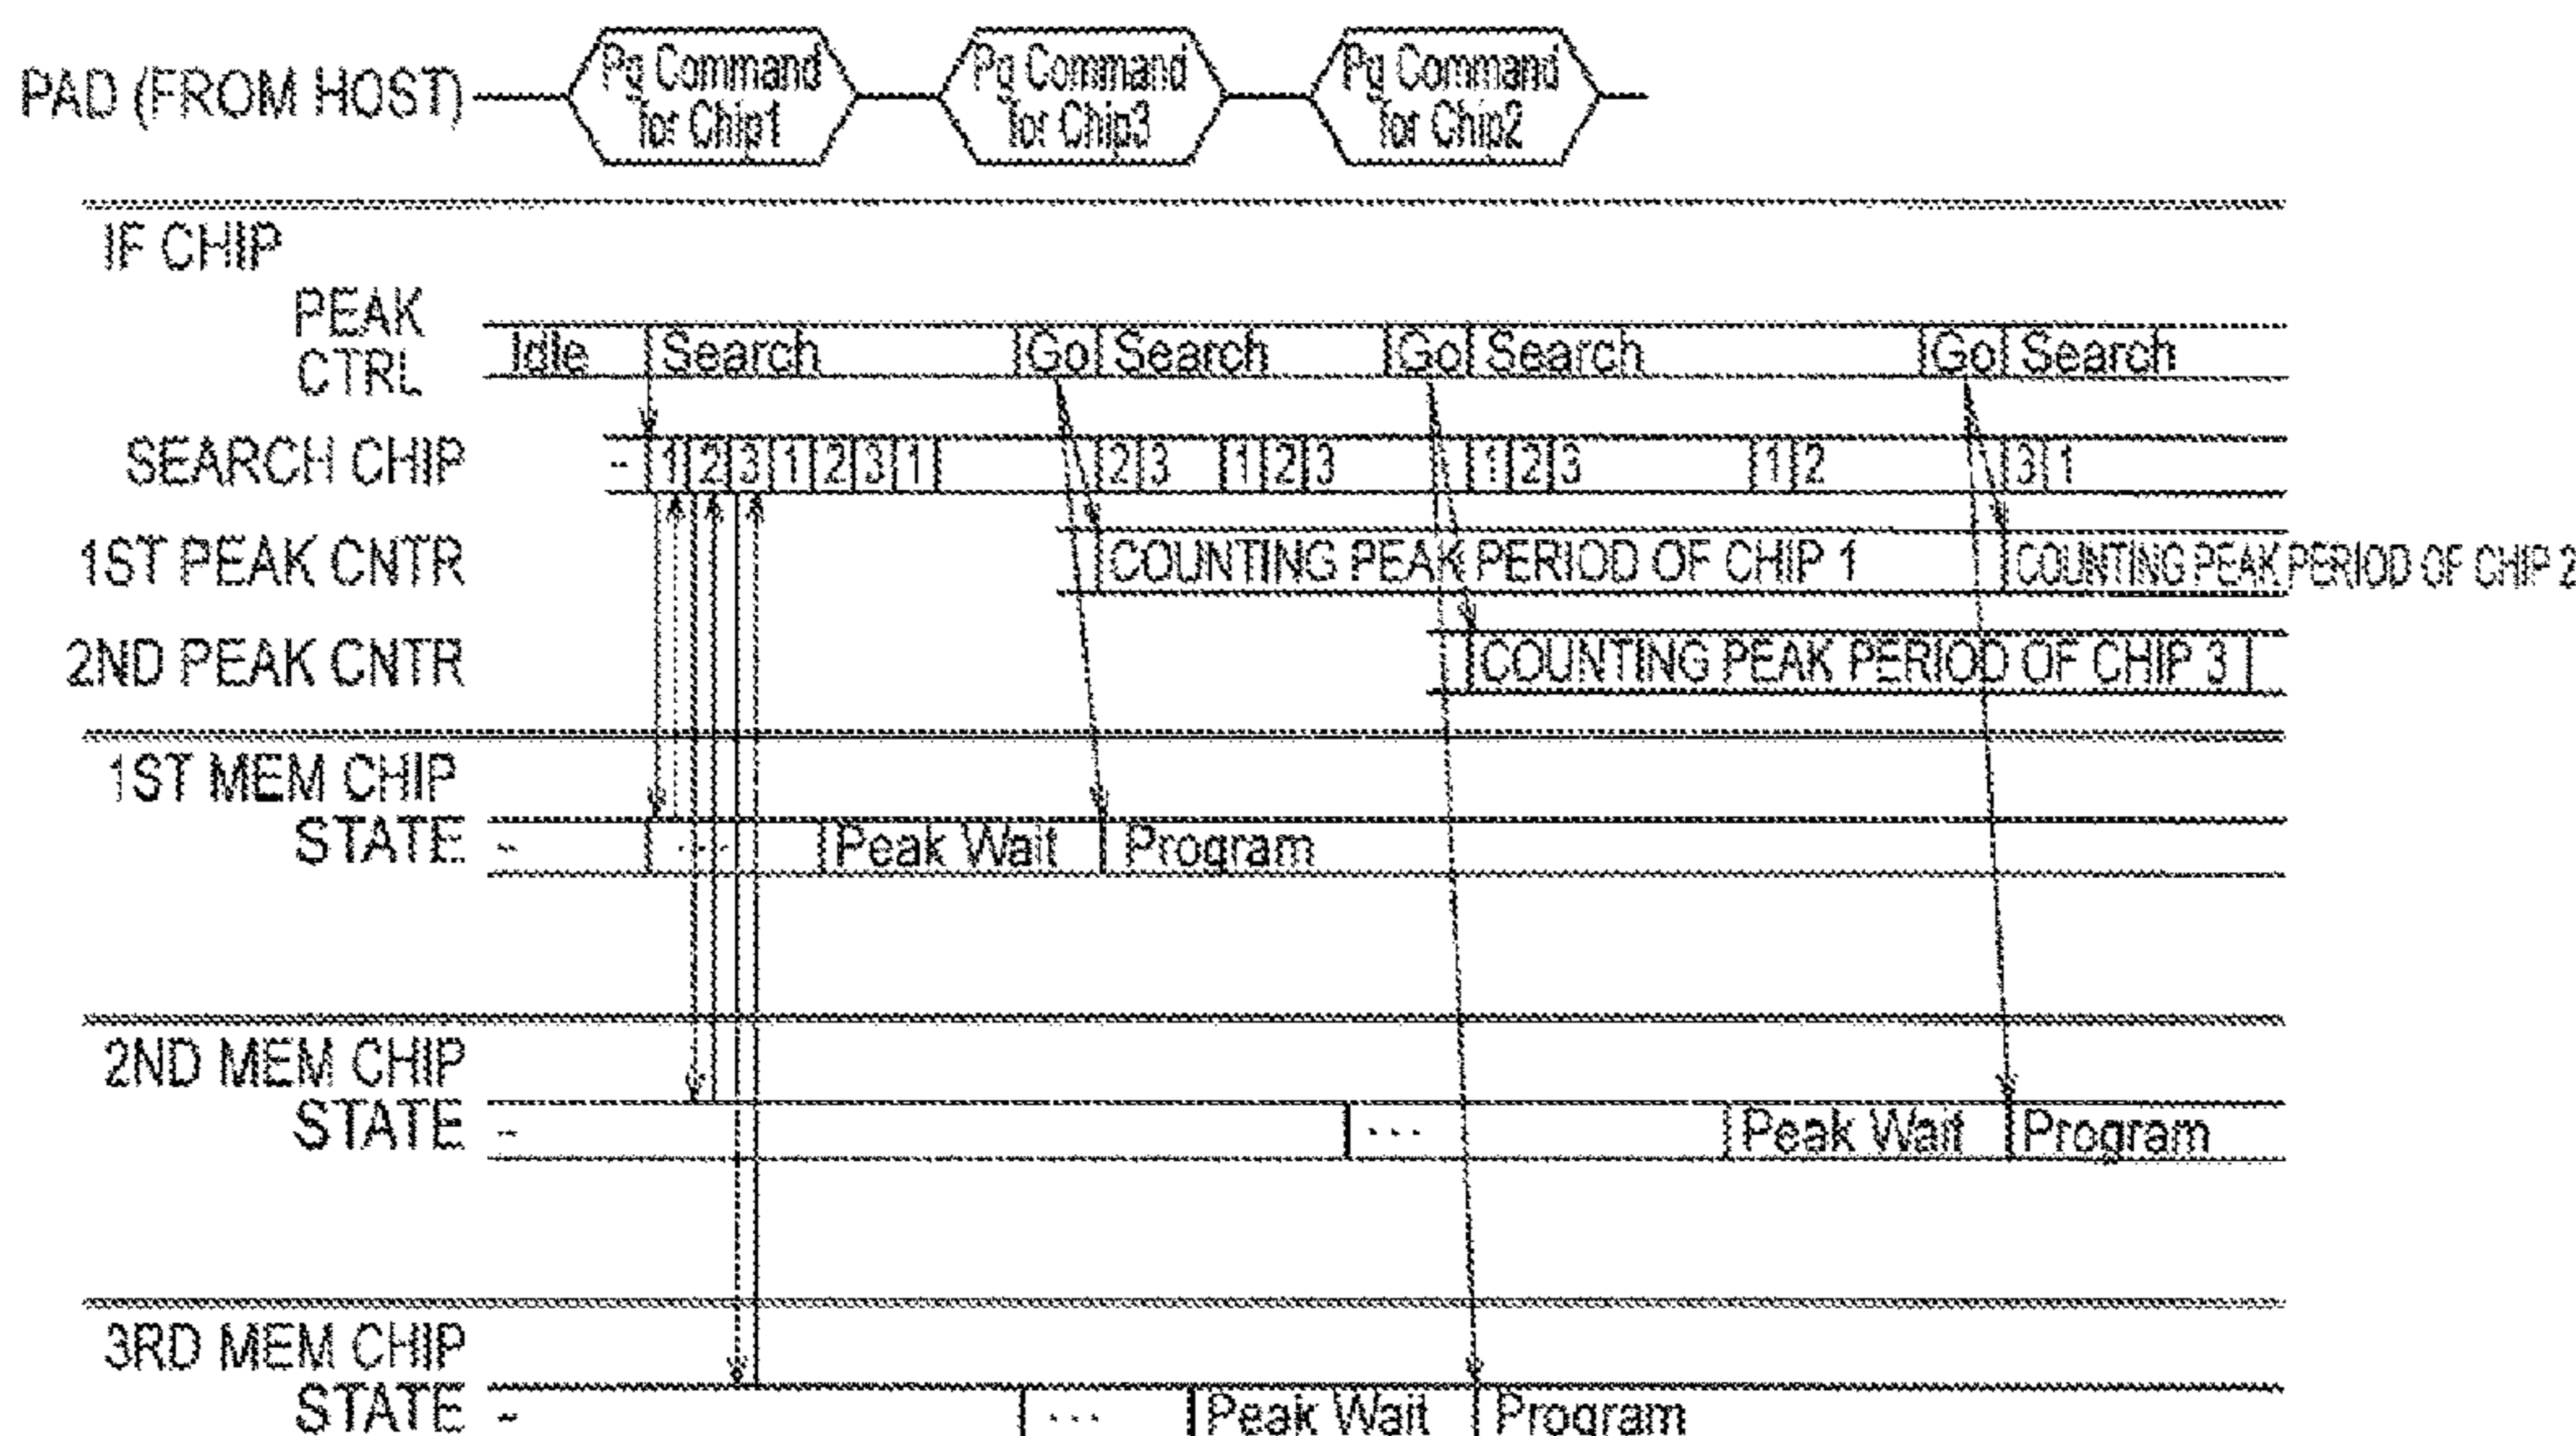 PAD (FROM HOST)
Pg Command
for Chip1
Pg Command
for Chip3
Pg Command
for Chip2
IF CHIP
PEAK
CTRL
Idle Search Go Search Go Search Go Search
SEARCH CHIP
- 1 2 3 1 2 3 1 2 3 1 2 3 1 2 3 1 2 3 1
1ST PEAK CNTR
COUNTING PEAK PERIOD OF CHIP 1
COUNTING PEAK PERIOD OF CHIP 2
2ND PEAK CNTR
COUNTING PEAK PERIOD OF CHIP 3
1ST MEM CHIP
STATE - ... Peak Wait Program
2ND MEM CHIP
STATE - ... Peak Wait Program
3RD MEM CHIP
STATE - ... Peak Wait Program